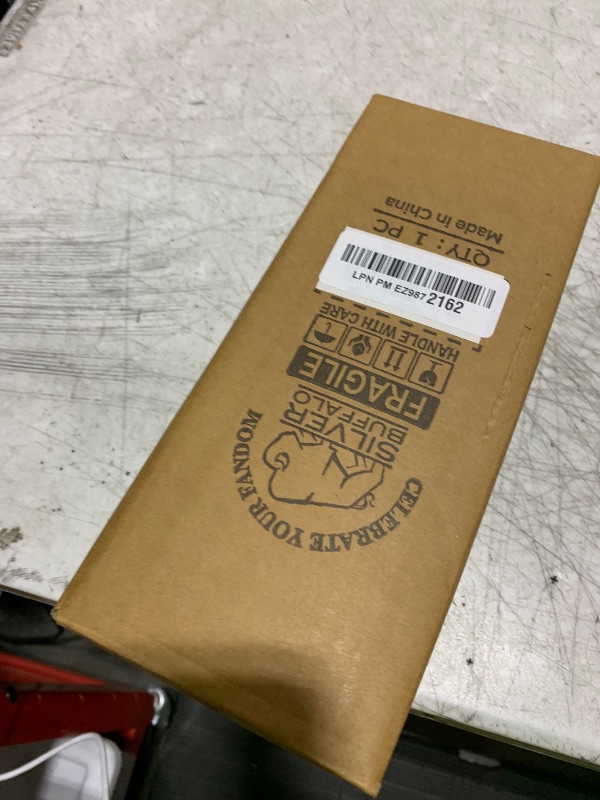 CELEBRATE YOUR FANDOM
SILVER
BUFFALO
FRAGILE
HANDLE WITH CARE
LPN PM EZ987 2162
QTY: 1 PC
Made in China